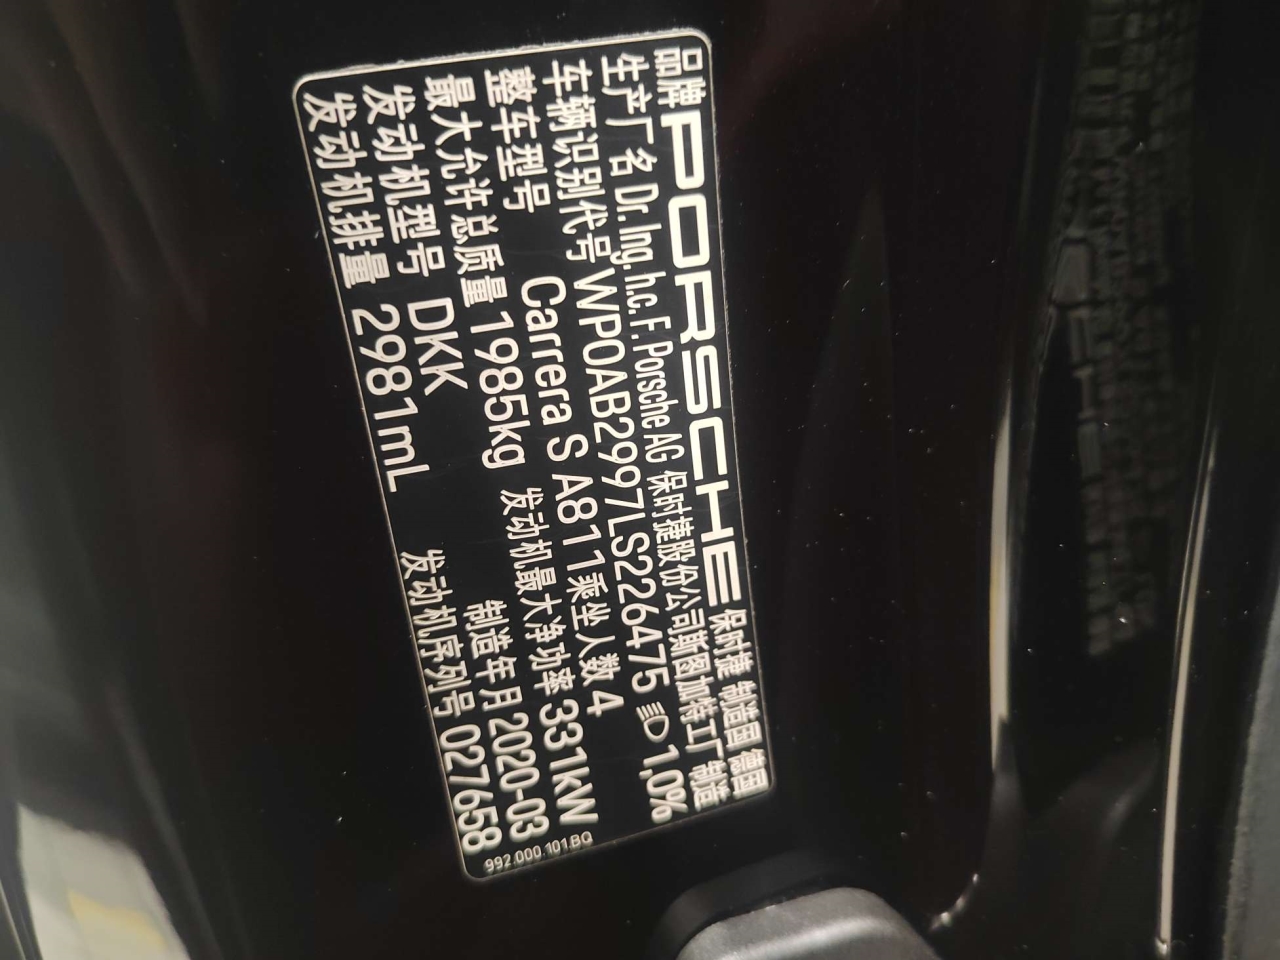 品牌 PORSCHE 保时捷 制造国 德国
生产厂名 Dr. Ing. h.c. F. Porsche AG 保时捷股份公司斯图加特工厂制造
车辆识别代号 WP0AB2997LS226475 1,0%
整车型号 Carrera S A811 乘坐人数 4
最大允许总质量 1985kg 发动机最大净功率 331kW
发动机型号 DKK 制造年月 2020-03
发动机排量 2981mL 发动机序列号 027658
992.000.101.BQ